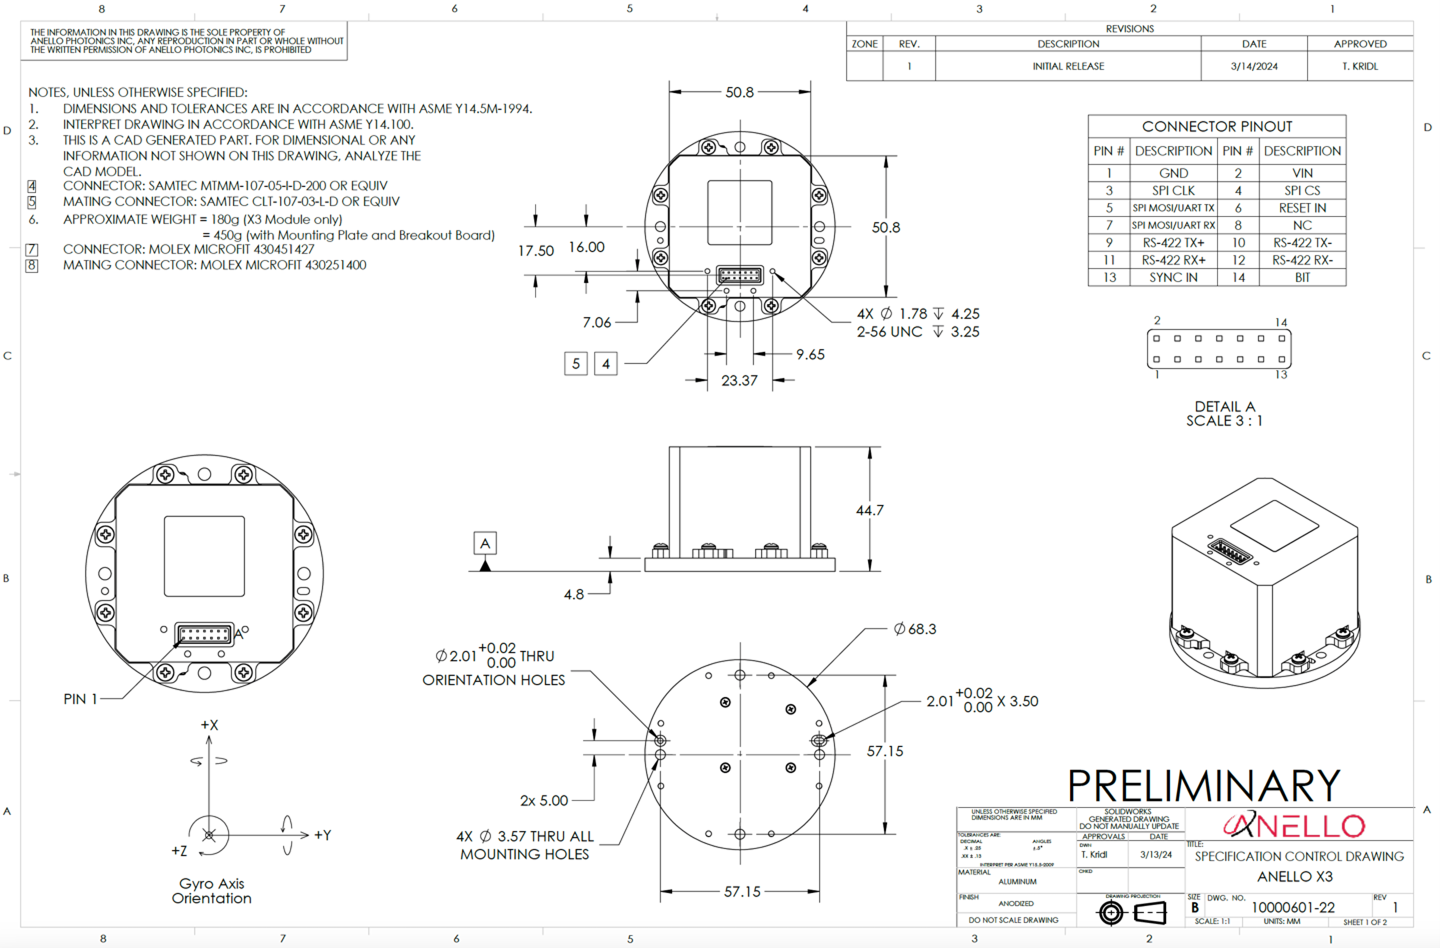 8 7 6 5 4 3 2 1
THE INFORMATION IN THIS DRAWING IS THE SOLE PROPERTY OF
ANELLO PHOTONICS INC, ANY REPRODUCTION IN PART OR WHOLE WITHOUT
THE WRITTEN PERMISSION OF ANELLO PHOTONICS INC, IS PROHIBITED
REVISIONS
ZONE REV. DESCRIPTION DATE APPROVED
1 INITIAL RELEASE 3/14/2024 T. KRIDL
NOTES, UNLESS OTHERWISE SPECIFIED:
1. DIMENSIONS AND TOLERANCES ARE IN ACCORDANCE WITH ASME Y14.5M-1994.
2. INTERPRET DRAWING IN ACCORDANCE WITH ASME Y14.100.
3. THIS IS A CAD GENERATED PART. FOR DIMENSIONAL OR ANY
INFORMATION NOT SHOWN ON THIS DRAWING, ANALYZE THE
CAD MODEL.
4 CONNECTOR: SAMTEC MTMM-107-05-I-D-200 OR EQUIV
5 MATING CONNECTOR: SAMTEC CLT-107-03-L-D OR EQUIV
6. APPROXIMATE WEIGHT = 180g (X3 Module only)
= 450g (with Mounting Plate and Breakout Board)
7 CONNECTOR: MOLEX MICROFIT 430451427
8 MATING CONNECTOR: MOLEX MICROFIT 430251400
D
D
50.8
50.8
17.50
16.00
7.06
4X Ø 1.78 ↧ 4.25
2-56 UNC ↧ 3.25
9.65
23.37
5 4
CONNECTOR PINOUT
PIN # DESCRIPTION PIN # DESCRIPTION
1 GND 2 VIN
3 SPI CLK 4 SPI CS
5 SPI MOSI/UART TX 6 RESET IN
7 SPI MOSI/UART RX 8 NC
9 RS-422 TX+ 10 RS-422 TX-
11 RS-422 RX+ 12 RS-422 RX-
13 SYNC IN 14 BIT
2 14
1 13
DETAIL A
SCALE 3 : 1
C
C
44.7
A
4.8
B
B
A
PIN 1
+X
+Y
+Z
Gyro Axis
Orientation
Ø 68.3
Ø 2.01 +0.02 0.00 THRU
ORIENTATION HOLES
2.01 +0.02 0.00 X 3.50
57.15
2x 5.00
4X Ø 3.57 THRU ALL
MOUNTING HOLES
57.15
A
A
PRELIMINARY
UNLESS OTHERWISE SPECIFIED
DIMENSIONS ARE IN MM
TOLERANCES ARE:
DECIMAL ANGLES
.X ± .25 ±.5°
.XX ± .13
MATERIAL
ALUMINUM
FINISH
ANODIZED
DO NOT SCALE DRAWING
SOLIDWORKS
GENERATED DRAWING
DO NOT MANUALLY UPDATE
APPROVALS DATE
DWN
T. Kridl 3/13/24
CHKD
DRAWING PROJECTION
ANELLO
TITLE:
SPECIFICATION CONTROL DRAWING
ANELLO X3
SIZE DWG. NO. REV
B 10000601-22 1
SCALE: 1:1 UNITS: MM SHEET 1 OF 2
8 7 6 5 3 2 1